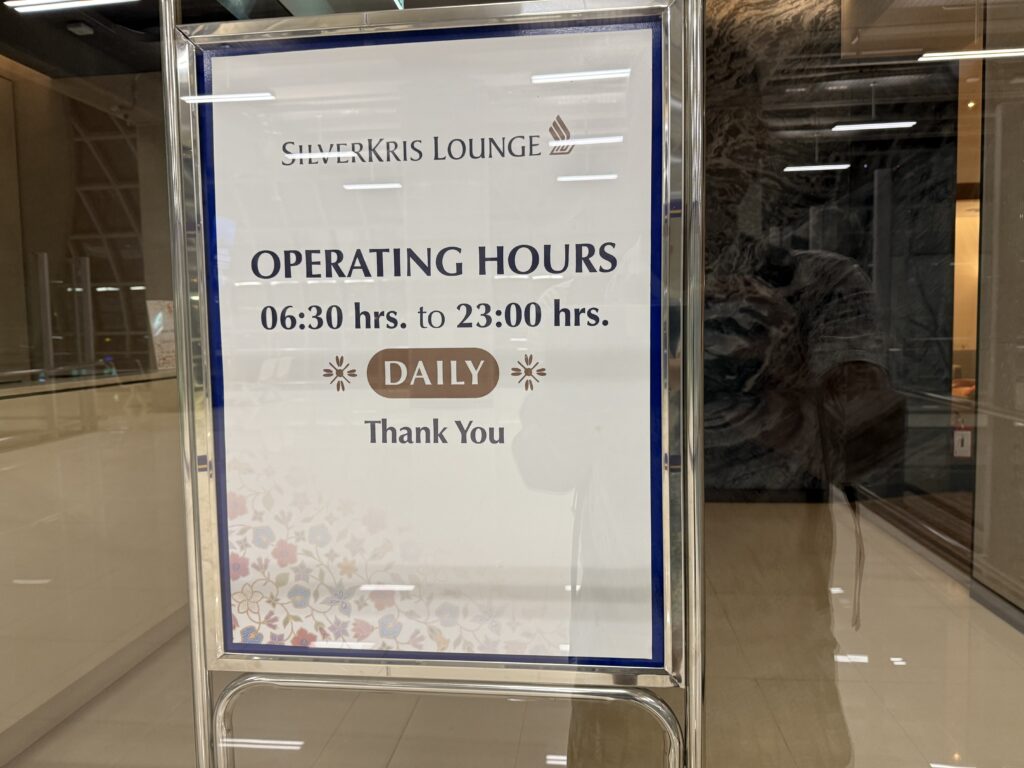 SILVERKRIS LOUNGE
OPERATING HOURS
06:30 hrs. to 23:00 hrs.
DAILY
Thank You